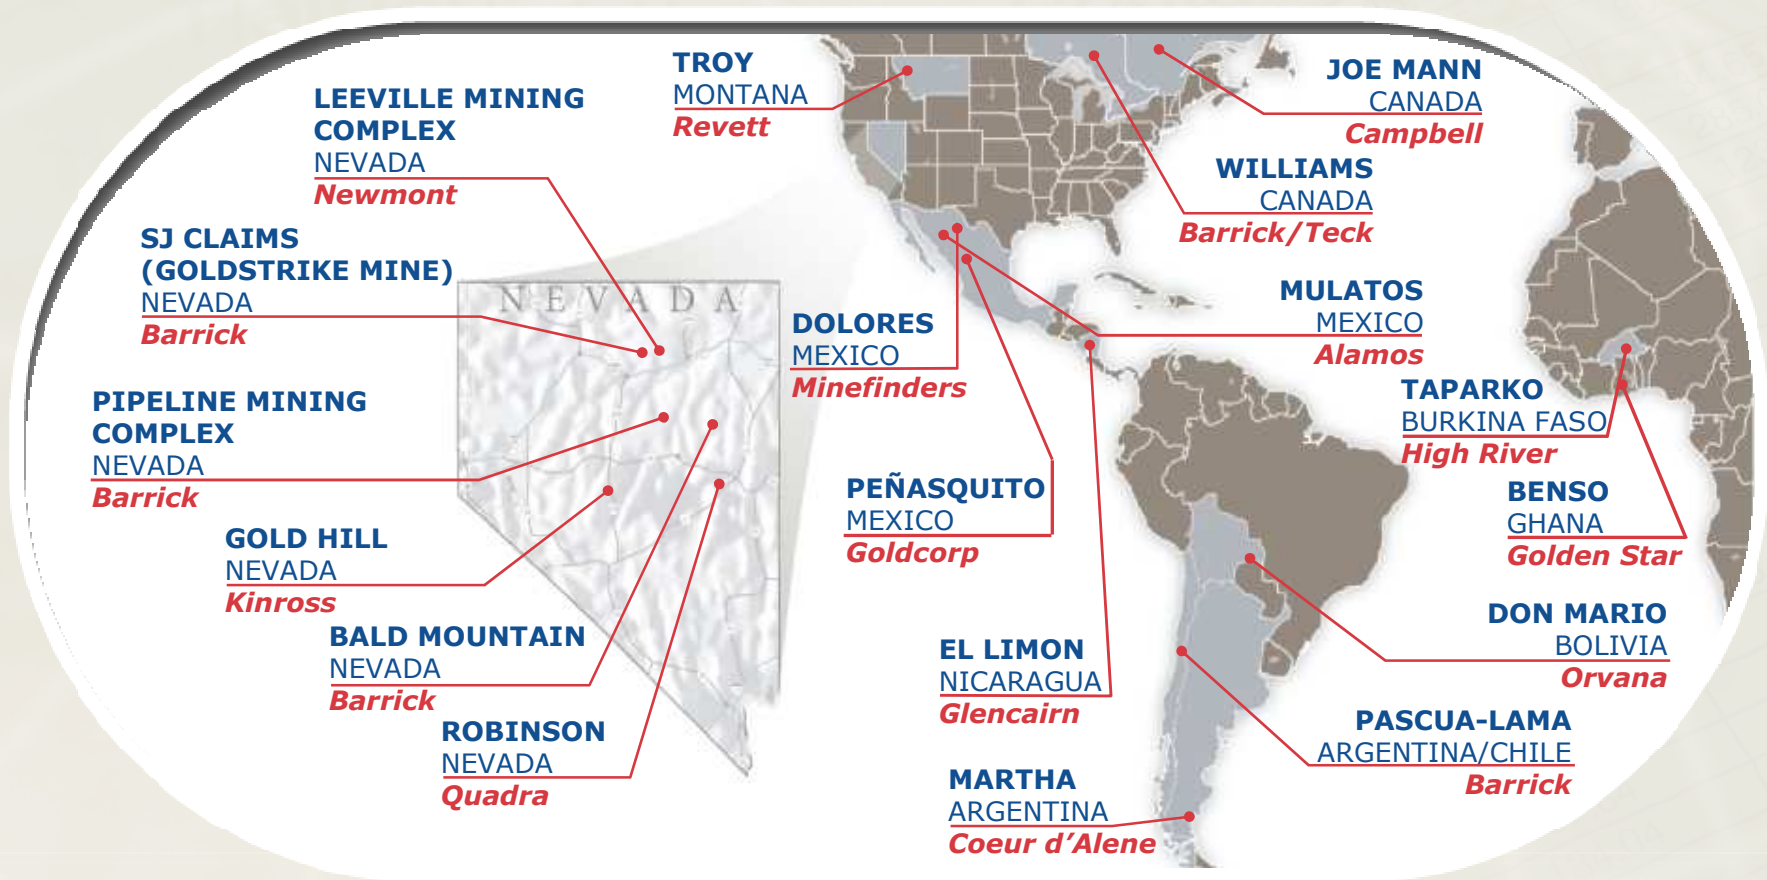 TROY
MONTANA
Revett
JOE MANN
CANADA
Campbell
LEEVILLE MINING
COMPLEX
NEVADA
Newmont
WILLIAMS
CANADA
Barrick/Teck
SJ CLAIMS
(GOLDSTRIKE MINE)
NEVADA
Barrick
NEVADA
DOLORES
MEXICO
Minefinders
MULATOS
MEXICO
Alamos
PIPELINE MINING
COMPLEX
NEVADA
Barrick
TAPARKO
BURKINA FASO
High River
PEÑASQUITO
MEXICO
Goldcorp
BENSO
GHANA
Golden Star
GOLD HILL
NEVADA
Kinross
BALD MOUNTAIN
NEVADA
Barrick
EL LIMON
NICARAGUA
Glencairn
DON MARIO
BOLIVIA
Orvana
ROBINSON
NEVADA
Quadra
PASCUA-LAMA
ARGENTINA/CHILE
Barrick
MARTHA
ARGENTINA
Coeur d’Alene